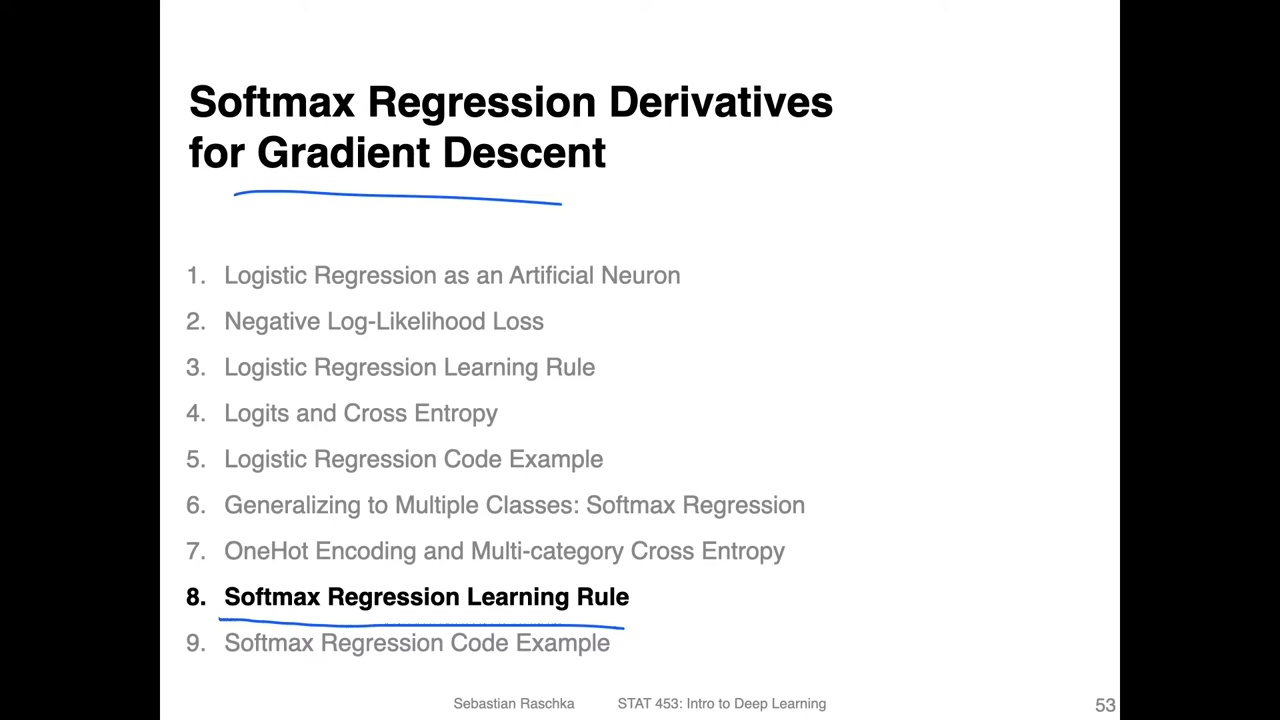 Softmax Regression Derivatives
for Gradient Descent
1. Logistic Regression as an Artificial Neuron
2. Negative Log-Likelihood Loss
3. Logistic Regression Learning Rule
4. Logits and Cross Entropy
5. Logistic Regression Code Example
6. Generalizing to Multiple Classes: Softmax Regression
7. OneHot Encoding and Multi-category Cross Entropy
8. Softmax Regression Learning Rule
9. Softmax Regression Code Example
Sebastian Raschka STAT 453: Intro to Deep Learning 53